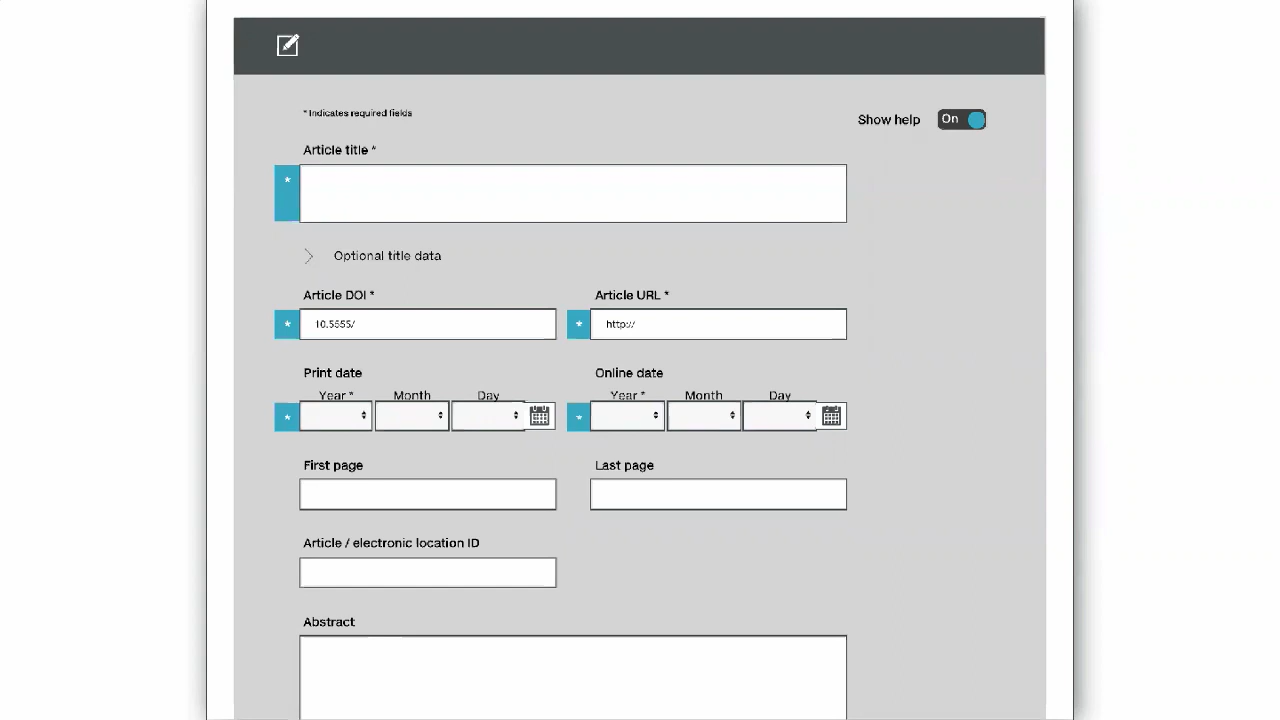 * Indicates required fields
Show help On
Article title *
*
Optional title data
Article DOI * Article URL *
* 10.5555/ * http://
Print date Online date
Year * Month Day Year * Month Day
* *
First page Last page
Article / electronic location ID
Abstract